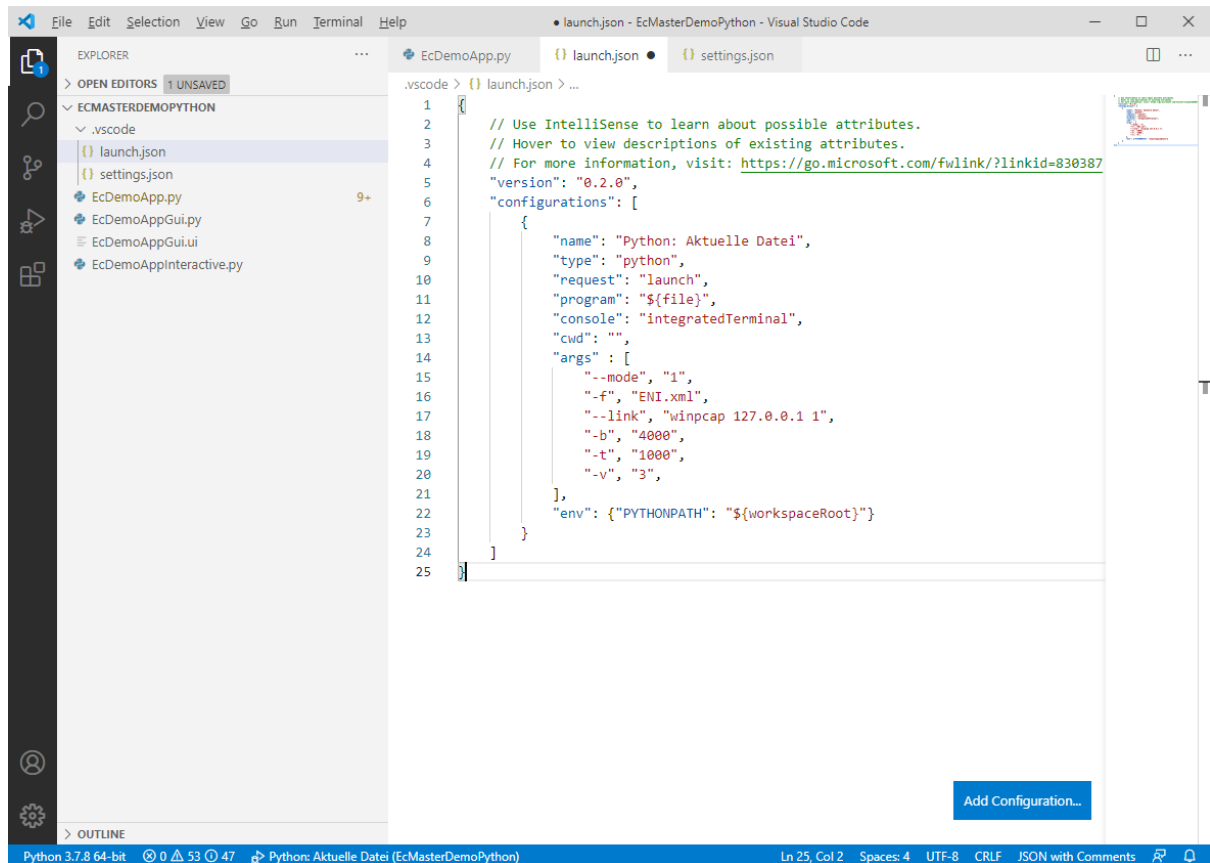 File Edit Selection View Go Run Terminal Help
● launch.json - EcMasterDemoPython - Visual Studio Code
EXPLORER
OPEN EDITORS 1 UNSAVED
ECMASTERDEMOPYTHON
.vscode
{} launch.json
{} settings.json
EcDemoApp.py 9+
EcDemoAppGui.py
EcDemoAppGui.ui
EcDemoAppInteractive.py
OUTLINE
1
EcDemoApp.py {} launch.json ● {} settings.json
.vscode > {} launch.json > ...
1 {
2 // Use IntelliSense to learn about possible attributes.
3 // Hover to view descriptions of existing attributes.
4 // For more information, visit: https://go.microsoft.com/fwlink/?linkid=830387
5 "version": "0.2.0",
6 "configurations": [
7 {
8 "name": "Python: Aktuelle Datei",
9 "type": "python",
10 "request": "launch",
11 "program": "${file}",
12 "console": "integratedTerminal",
13 "cwd": "",
14 "args" : [
15 "--mode", "1",
16 "-f", "ENI.xml",
17 "--link", "winpcap 127.0.0.1 1",
18 "-b", "4000",
19 "-t", "1000",
20 "-v", "3",
21 ],
22 "env": {"PYTHONPATH": "${workspaceRoot}"}
23 }
24 ]
25 }
Add Configuration...
Python 3.7.8 64-bit 0 53 47 Python: Aktuelle Datei (EcMasterDemoPython) Ln 25, Col 2 Spaces: 4 UTF-8 CRLF JSON with Comments